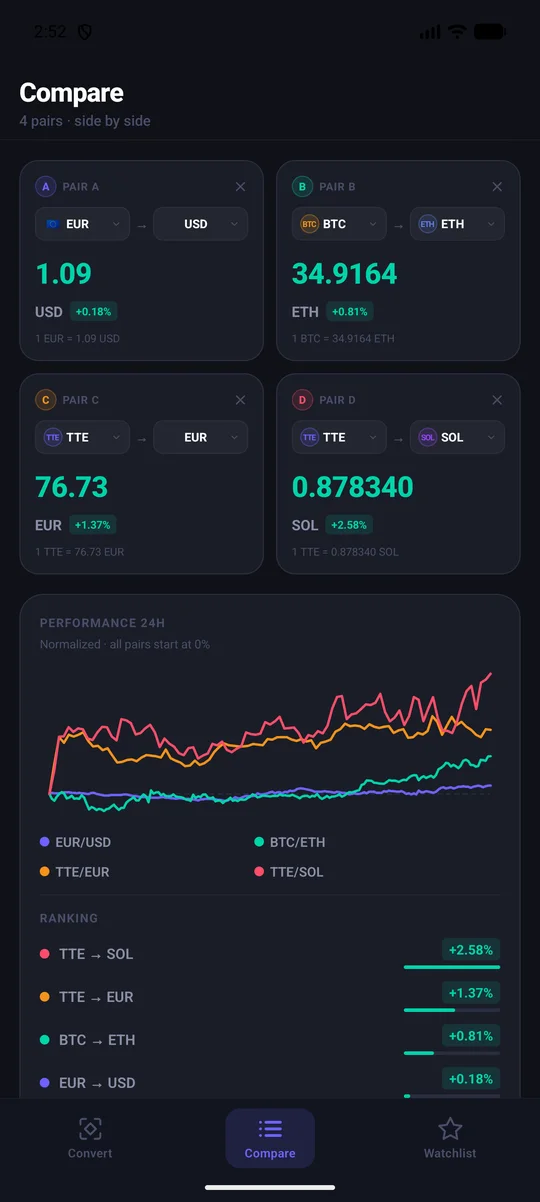 2:52
Compare
4 pairs · side by side
A PAIR A
EUR → USD
1.09
USD +0.18%
1 EUR = 1.09 USD
B PAIR B
BTC BTC → ETH ETH
34.9164
ETH +0.81%
1 BTC = 34.9164 ETH
C PAIR C
TTE TTE → EUR
76.73
EUR +1.37%
1 TTE = 76.73 EUR
D PAIR D
TTE TTE → SOL SOL
0.878340
SOL +2.58%
1 TTE = 0.878340 SOL
PERFORMANCE 24H
Normalized · all pairs start at 0%
EUR/USD BTC/ETH
TTE/EUR TTE/SOL
RANKING
TTE → SOL +2.58%
TTE → EUR +1.37%
BTC → ETH +0.81%
EUR → USD +0.18%
Convert Compare Watchlist